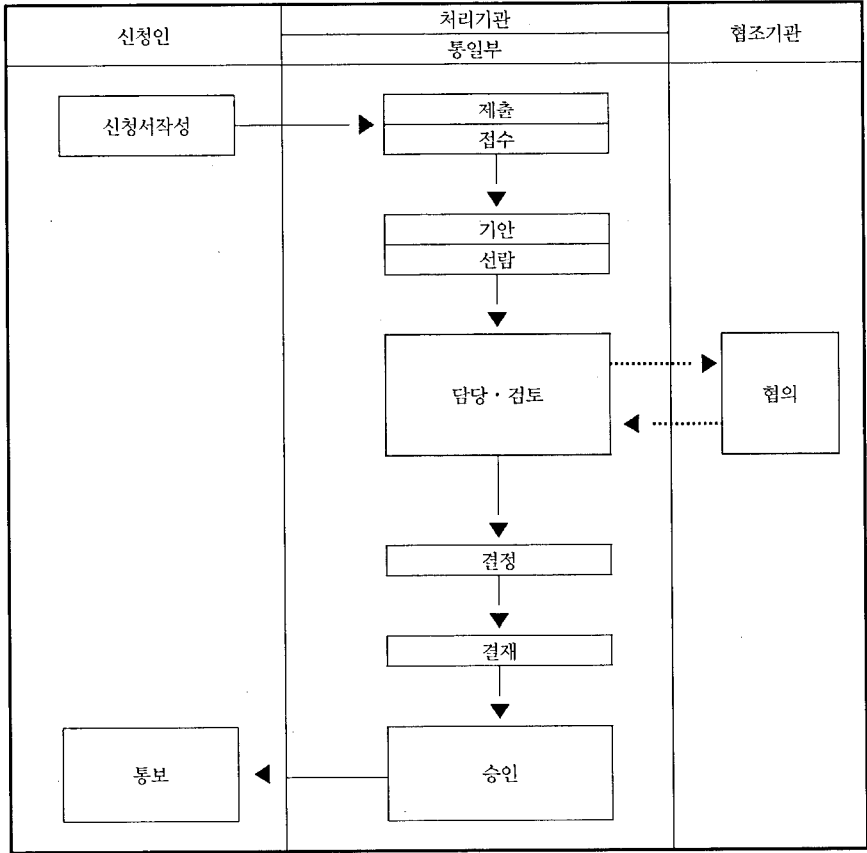 신청인
처리기관
통일부
협조기관
신청서작성
제출
접수
기안
선람
담당·검토
협의
결정
결재
통보
승인